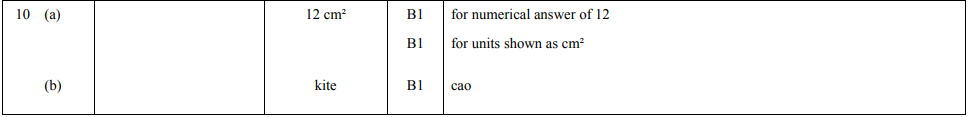 10 (a) 12 cm² B1 for numerical answer of 12
B1 for units shown as cm²
(b) kite B1 cao